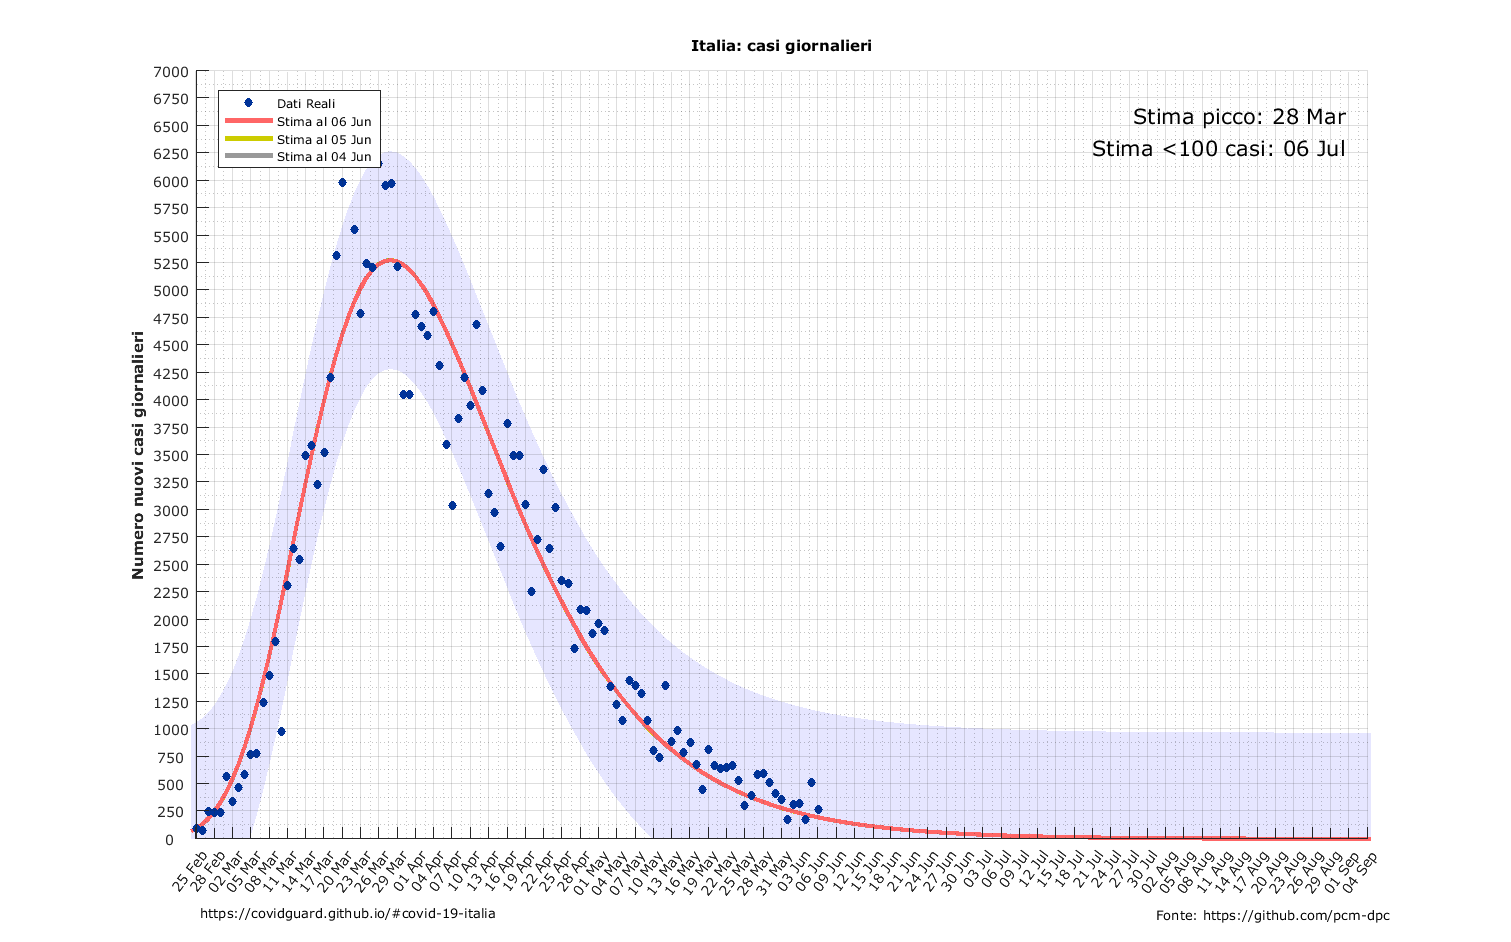 Italia: casi giornalieri
7000
6750
6500
6250
6000
5750
5500
5250
5000
4750
4500
4250
4000
3750
3500
3250
3000
2750
2500
2250
2000
1750
1500
1250
1000
750
500
250
0
Numero nuovi casi giornalieri
Dati Reali
Stima al 06 Jun
Stima al 05 Jun
Stima al 04 Jun
Stima picco: 28 Mar
Stima <100 casi: 06 Jul
25 Feb
28 Feb
02 Mar
05 Mar
08 Mar
11 Mar
14 Mar
17 Mar
20 Mar
23 Mar
26 Mar
29 Mar
01 Apr
04 Apr
07 Apr
10 Apr
13 Apr
16 Apr
19 Apr
22 Apr
25 Apr
28 Apr
01 May
04 May
07 May
10 May
13 May
16 May
19 May
22 May
25 May
28 May
31 May
03 Jun
06 Jun
09 Jun
12 Jun
15 Jun
18 Jun
21 Jun
24 Jun
27 Jun
30 Jun
03 Jul
06 Jul
09 Jul
12 Jul
15 Jul
18 Jul
21 Jul
24 Jul
27 Jul
30 Jul
02 Aug
05 Aug
08 Aug
11 Aug
14 Aug
17 Aug
20 Aug
23 Aug
26 Aug
29 Aug
01 Sep
04 Sep
https://covidguard.github.io/#covid-19-italia
Fonte: https://github.com/pcm-dpc